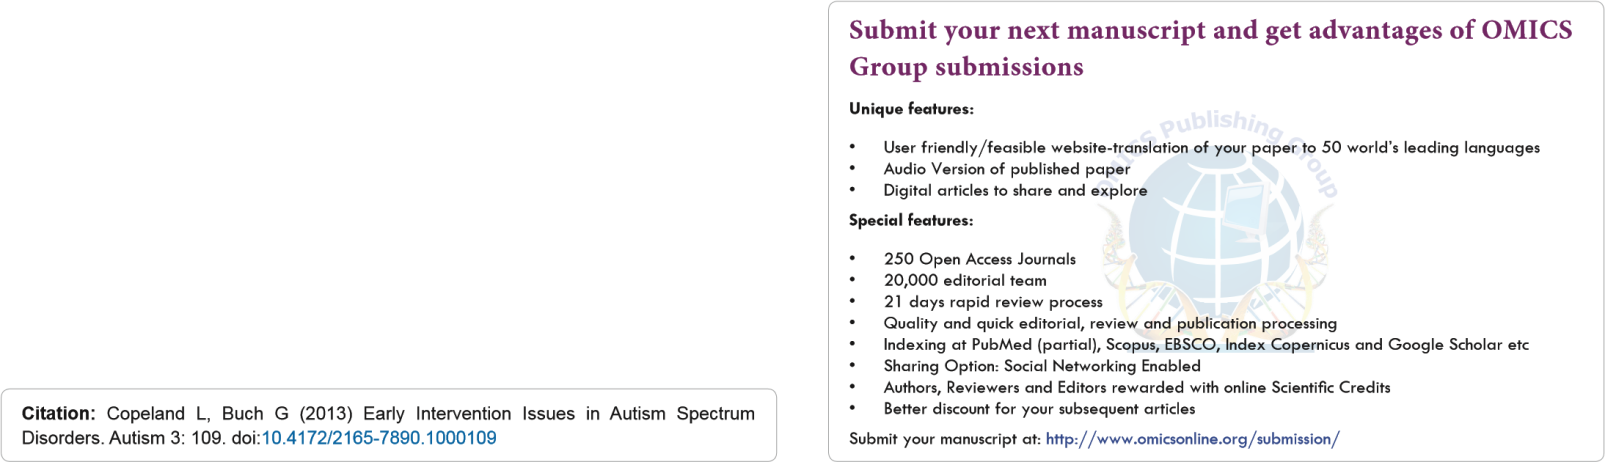 Citation: Copeland L, Buch G (2013) Early Intervention Issues in Autism Spectrum
Disorders. Autism 3: 109. doi:10.4172/2165-7890.1000109
Submit your next manuscript and get advantages of OMICS
Group submissions
Unique features:
• User friendly/feasible website-translation of your paper to 50 world's leading languages
• Audio Version of published paper
• Digital articles to share and explore
Special features:
• 250 Open Access Journals
• 20,000 editorial team
• 21 days rapid review process
• Quality and quick editorial, review and publication processing
• Indexing at PubMed (partial), Scopus, EBSCO, Index Copernicus and Google Scholar etc
• Sharing Option: Social Networking Enabled
• Authors, Reviewers and Editors rewarded with online Scientific Credits
• Better discount for your subsequent articles
Submit your manuscript at: http://www.omicsonline.org/submission/
OMICS Publishing Group